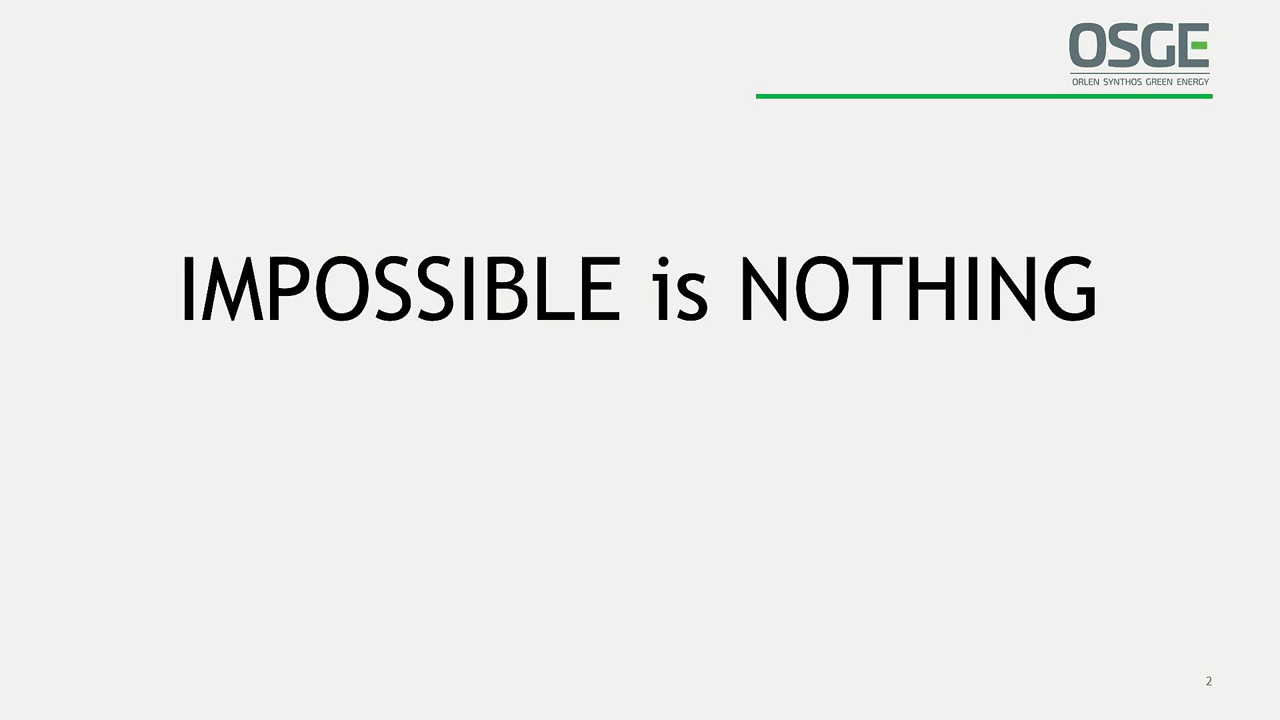 OSGE
ORLEN SYNTHOS GREEN ENERGY
IMPOSSIBLE is NOTHING
2